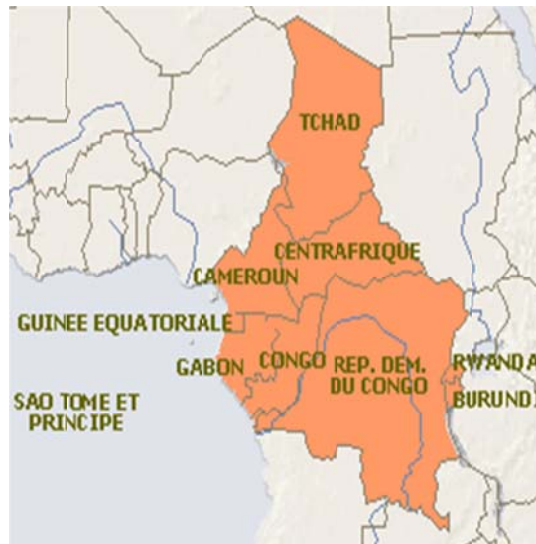 TCHAD
CENTRAFRIQUE
CAMEROUN
GUINEE EQUATORIALE
GABON
CONGO
REP. DEM.
DU CONGO
RWANDA
BURUNDI
SAO TOME ET
PRINCIPE